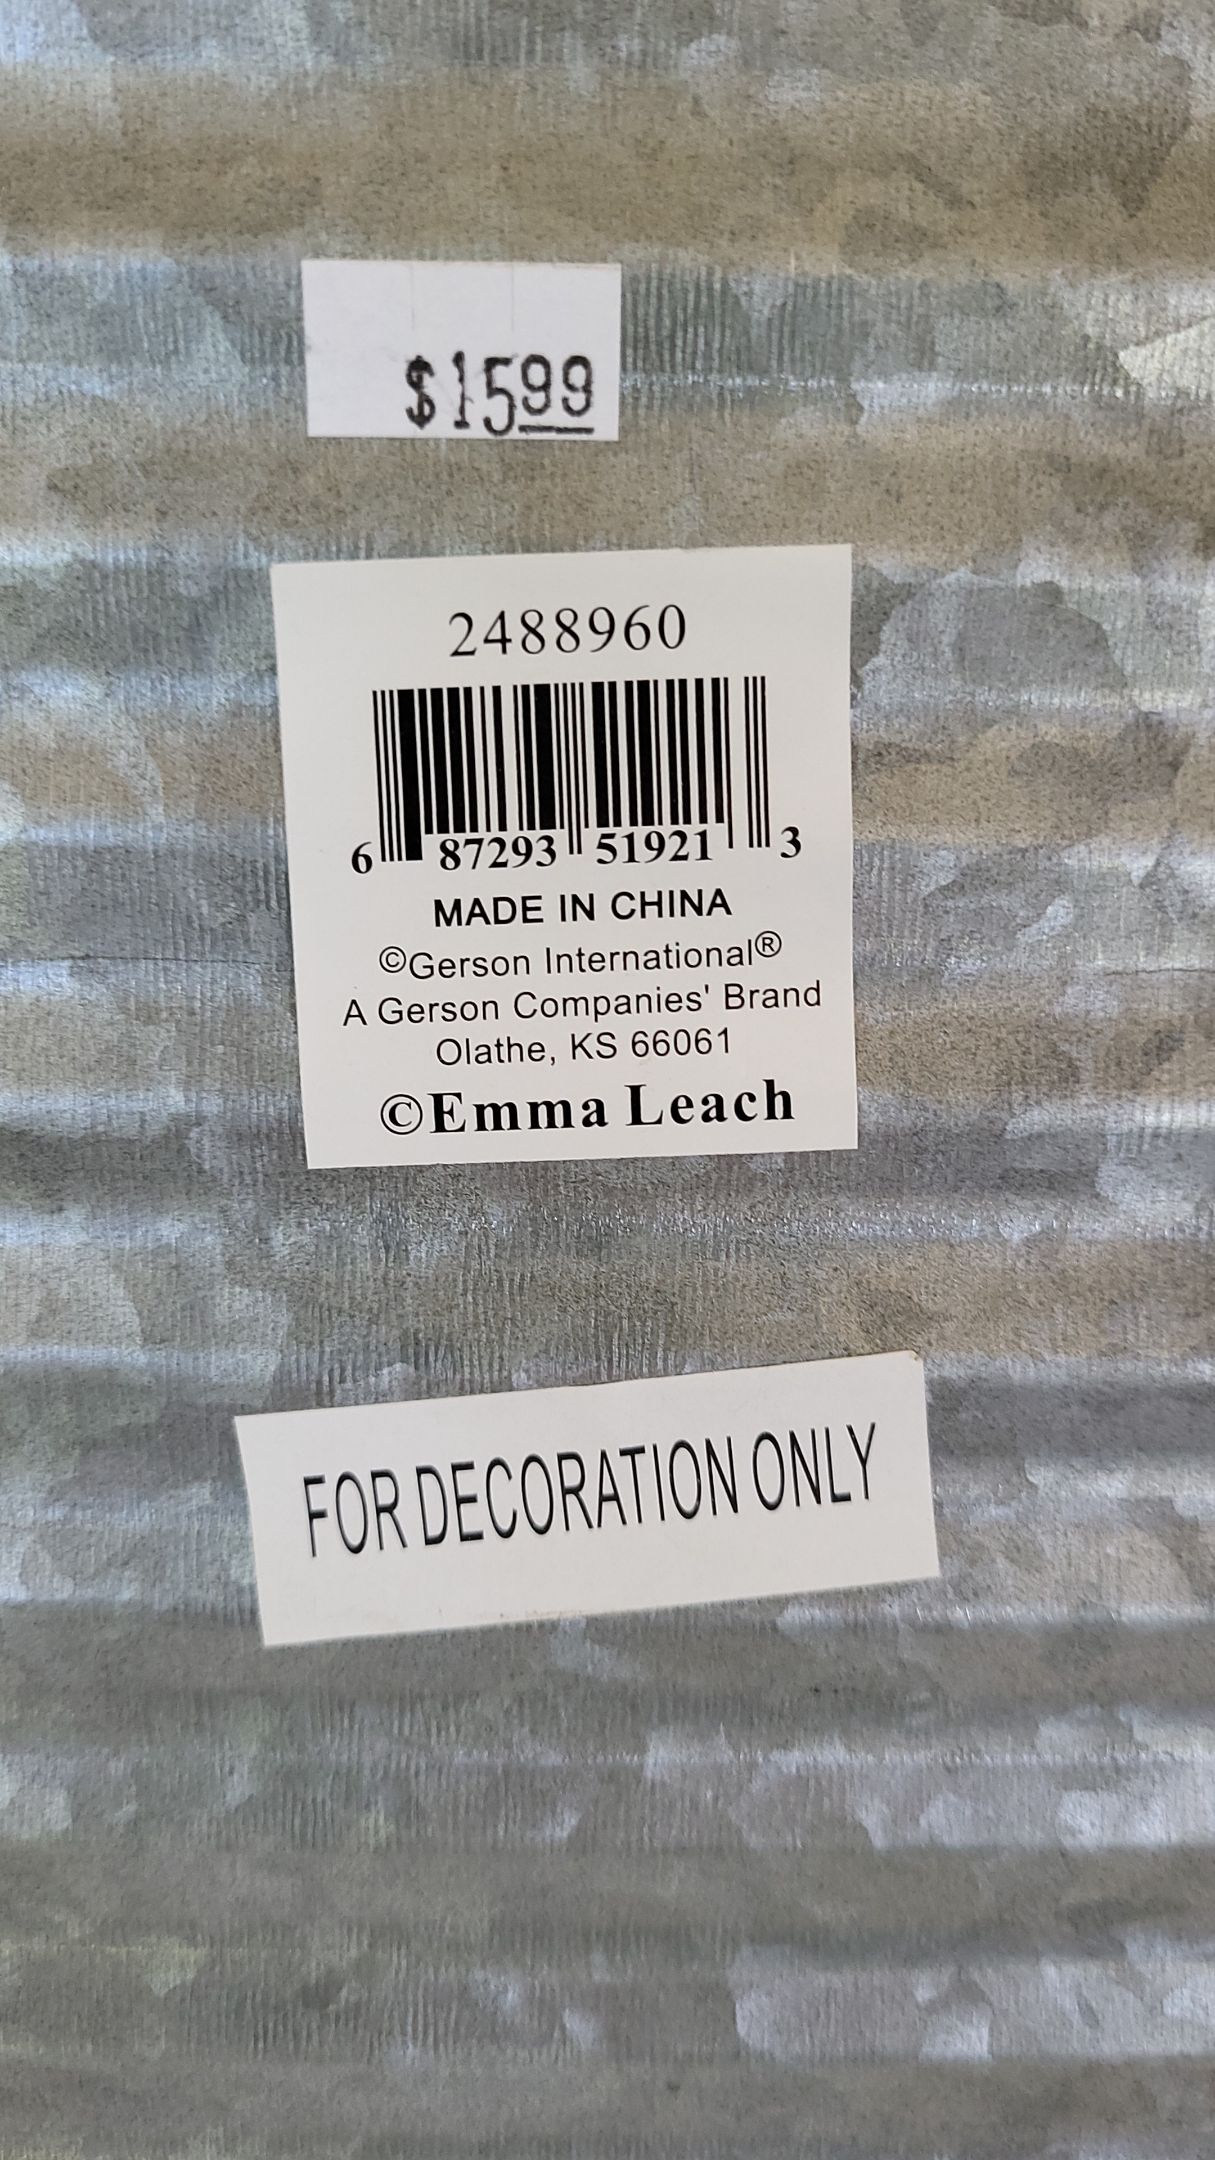 $15.99
2488960
6 87293 51921 3
MADE IN CHINA
©Gerson International®
A Gerson Companies' Brand
Olathe, KS 66061
©Emma Leach
FOR DECORATION ONLY